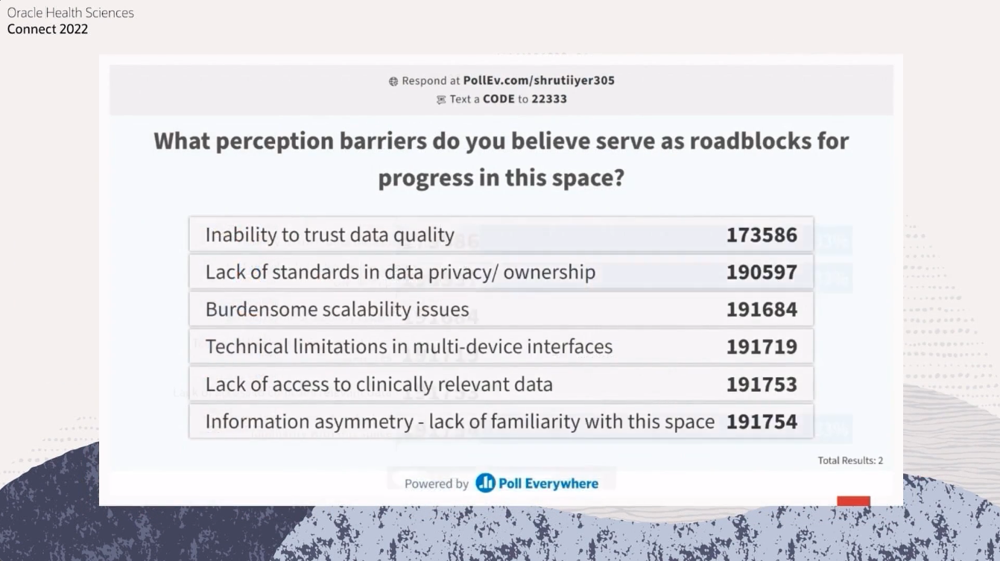 Oracle Health Sciences
Connect 2022
Respond at PollEv.com/shrutiiyer305
Text a CODE to 22333
What perception barriers do you believe serve as roadblocks for
progress in this space?
Inability to trust data quality 173586
Lack of standards in data privacy/ ownership 190597
Burdensome scalability issues 191684
Technical limitations in multi-device interfaces 191719
Lack of access to clinically relevant data 191753
Information asymmetry - lack of familiarity with this space 191754
Total Results: 2
Powered by Poll Everywhere